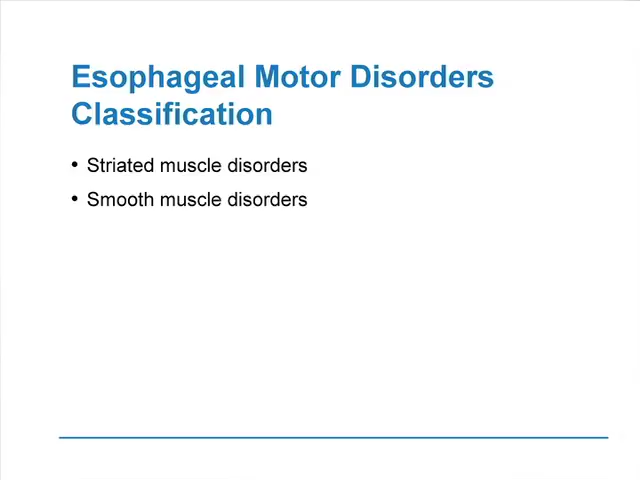 Esophageal Motor Disorders
Classification
• Striated muscle disorders
• Smooth muscle disorders